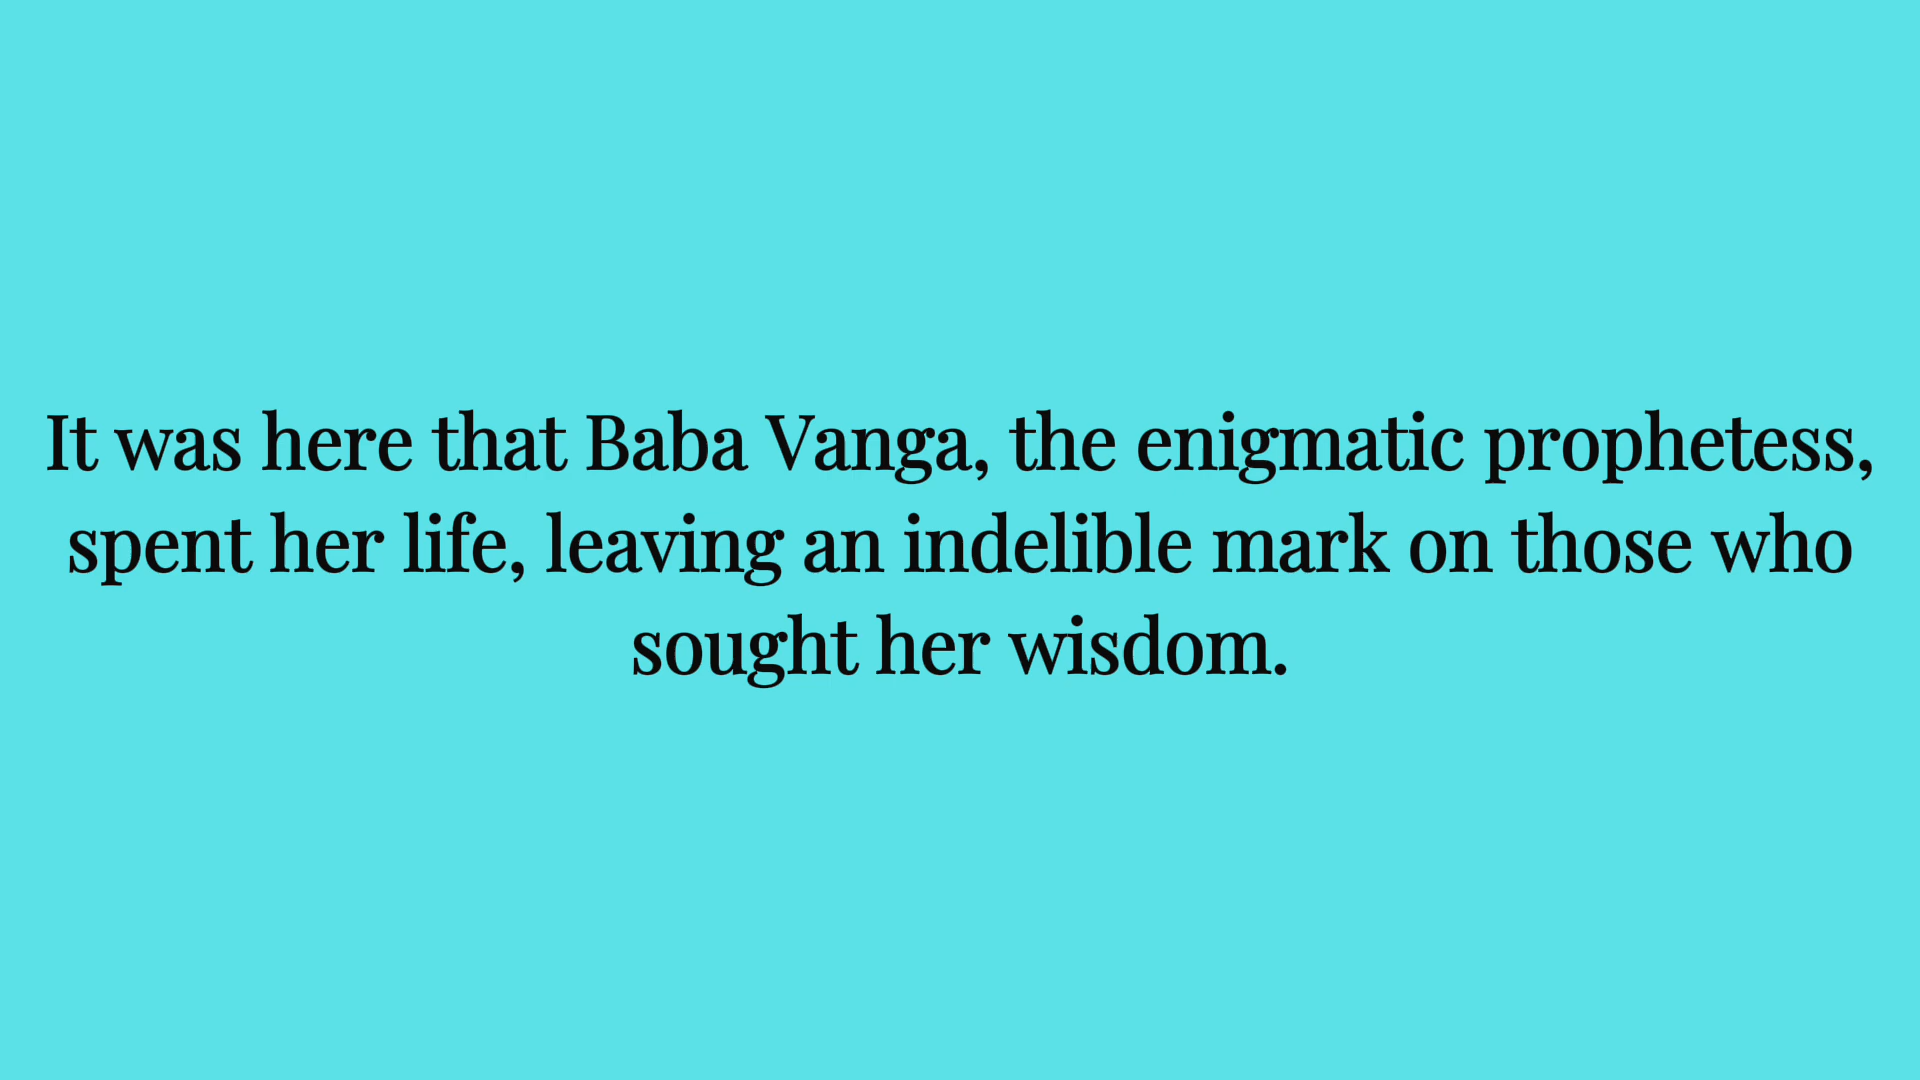 It was here that Baba Vanga, the enigmatic prophetess,
spent her life, leaving an indelible mark on those who
sought her wisdom.